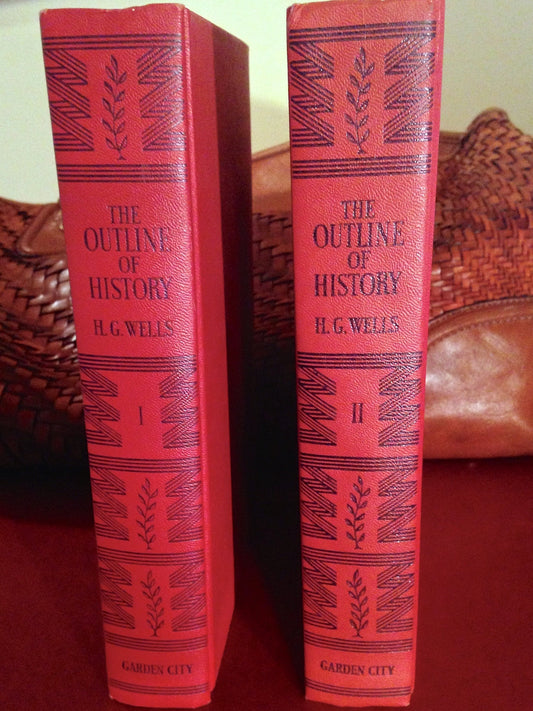 THE
OUTLINE
OF
HISTORY
H. G. WELLS
I
GARDEN CITY
THE
OUTLINE
OF
HISTORY
H. G. WELLS
II
GARDEN CITY